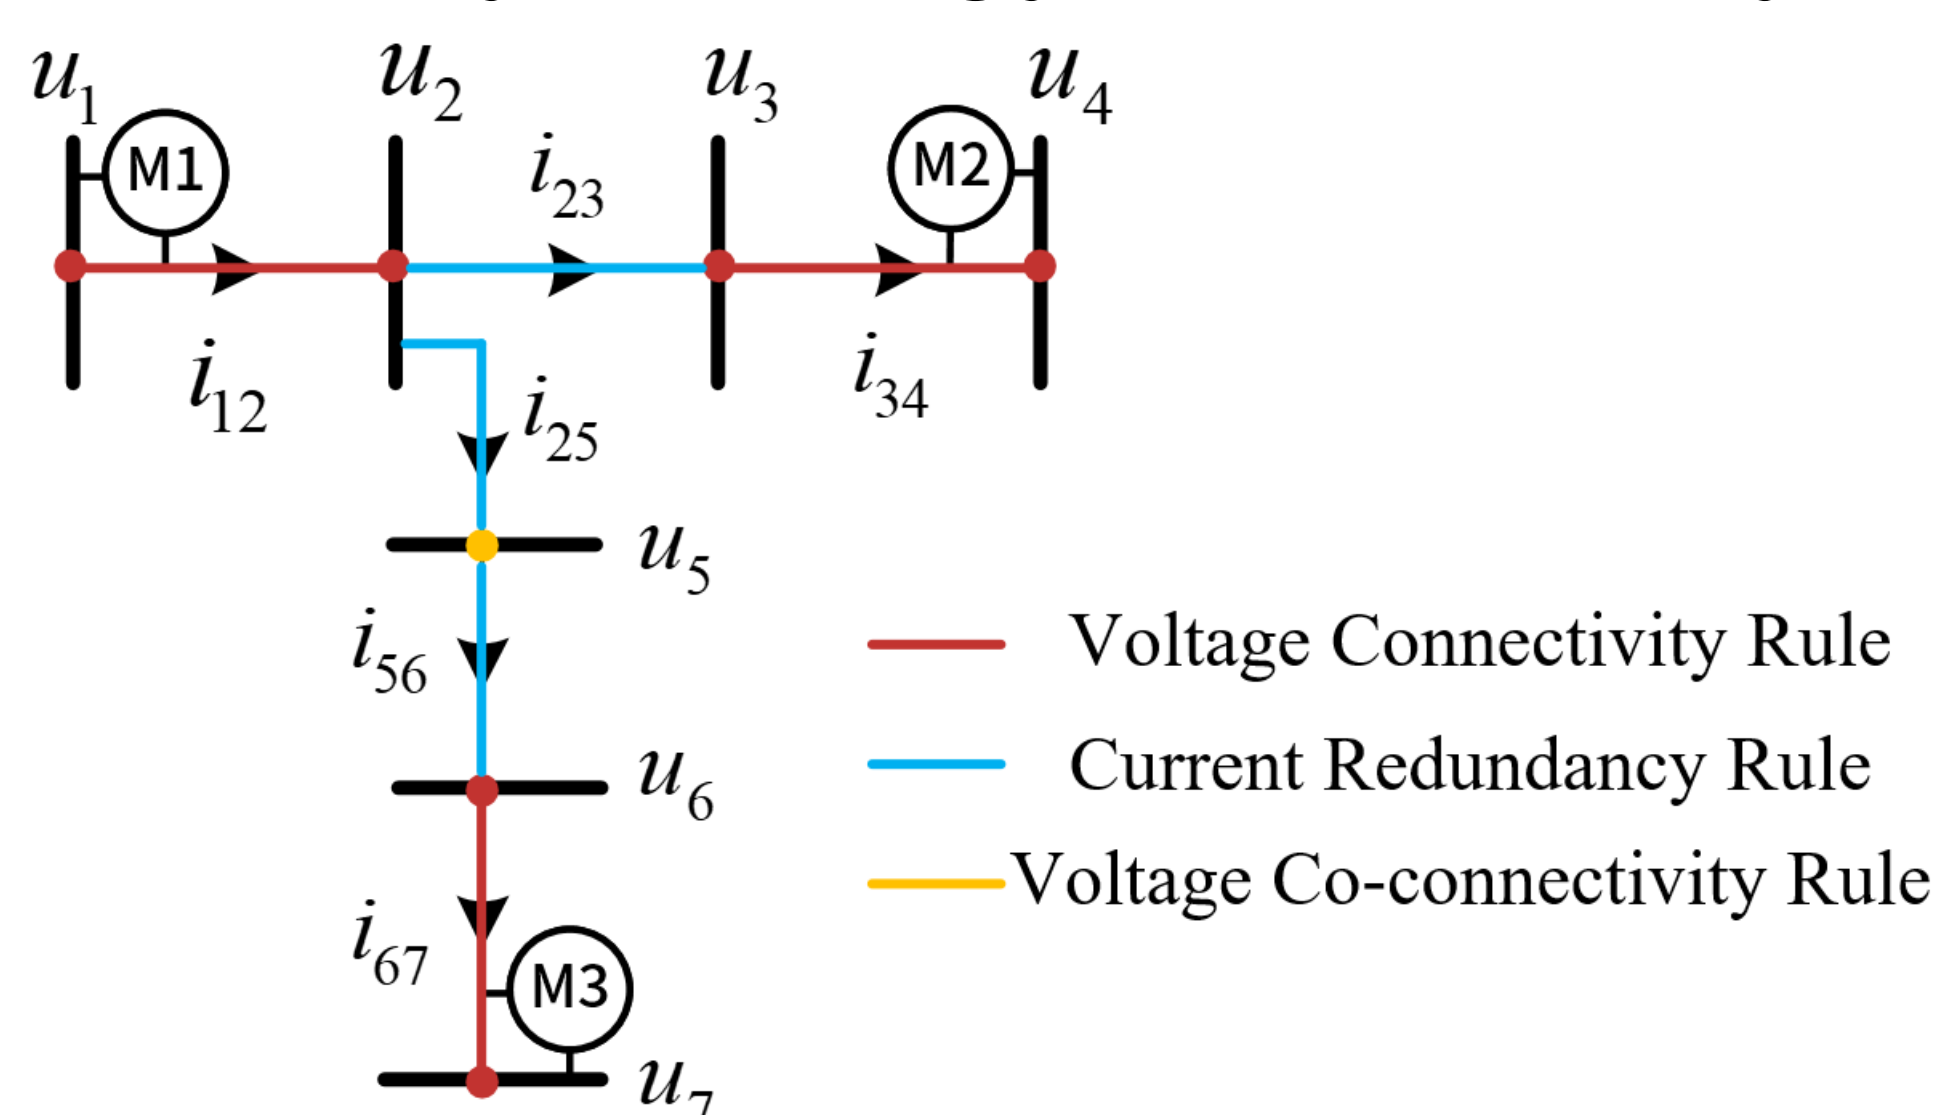 u1 u2 u3 u4
M1 M2
i23
i12 i34
i25
u5
i56
Voltage Connectivity Rule
u6
Current Redundancy Rule
Voltage Co-connectivity Rule
i67
M3
u7